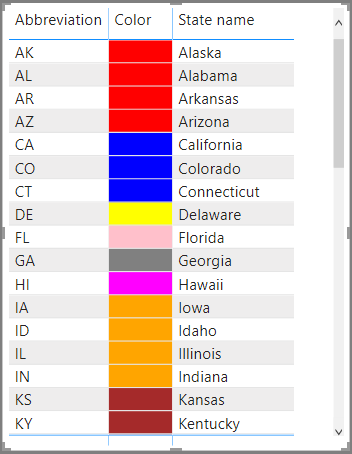 Abbreviation Color State name
AK Alaska
AL Alabama
AR Arkansas
AZ Arizona
CA California
CO Colorado
CT Connecticut
DE Delaware
FL Florida
GA Georgia
HI Hawaii
IA Iowa
ID Idaho
IL Illinois
IN Indiana
KS Kansas
KY Kentucky